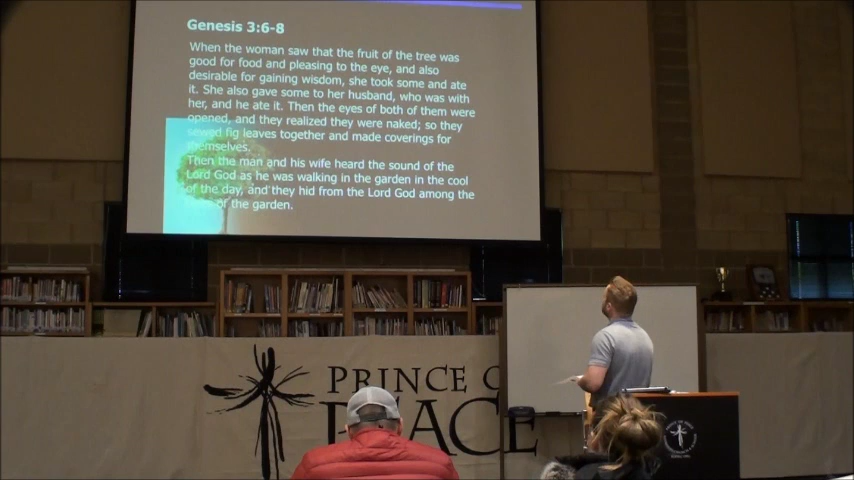 Genesis 3:6-8
When the woman saw that the fruit of the tree was
good for food and pleasing to the eye, and also
desirable for gaining wisdom, she took some and ate
it. She also gave some to her husband, who was with
her, and he ate it. Then the eyes of both of them were
opened, and they realized they were naked; so they
sewed fig leaves together and made coverings for
themselves.
Then the man and his wife heard the sound of the
Lord God as he was walking in the garden in the cool
of the day, and they hid from the Lord God among the
of the garden.
PRINCE
PEACE